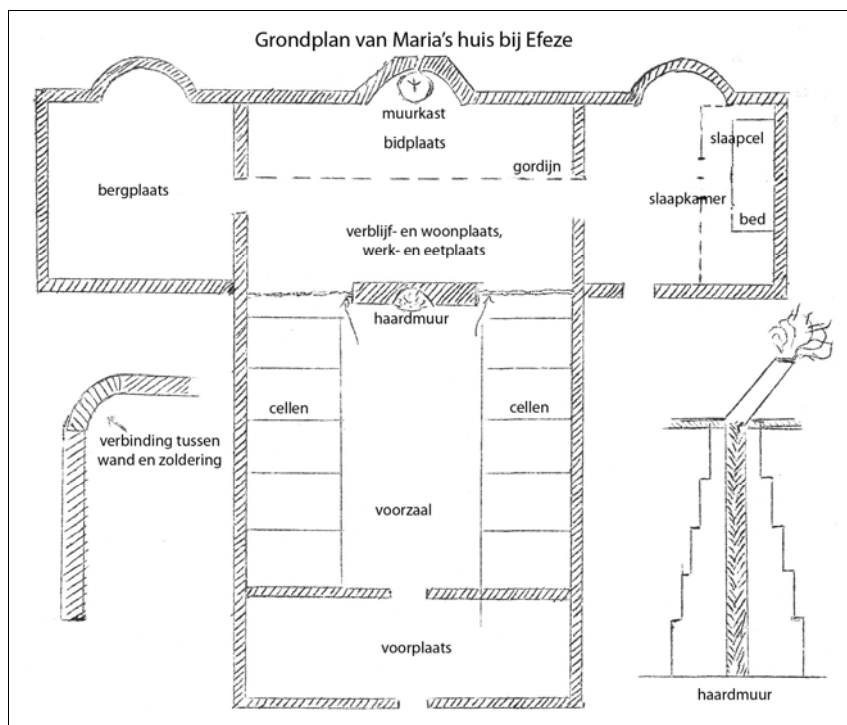 Grondplan van Maria's huis bij Efeze
muurkast
bidplaats
gordijn
slaapcel
bergplaats
slaapkamer
bed
verblijf- en woonplaats,
werk- en eetplaats
haardmuur
cellen
cellen
verbinding tussen
wand en zoldering
voorzaal
voorplaats
haardmuur